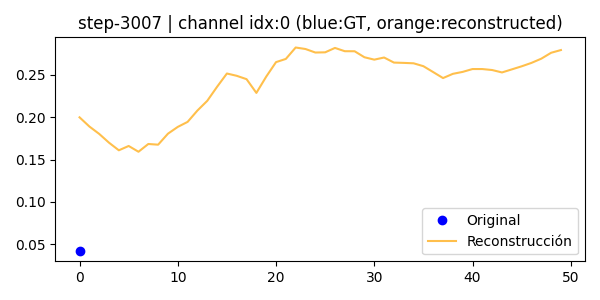 step-3007 | channel idx:0 (blue:GT, orange:reconstructed)
0.25
0.20
0.15
0.10
0.05
Original
Reconstrucción
0 10 20 30 40 50